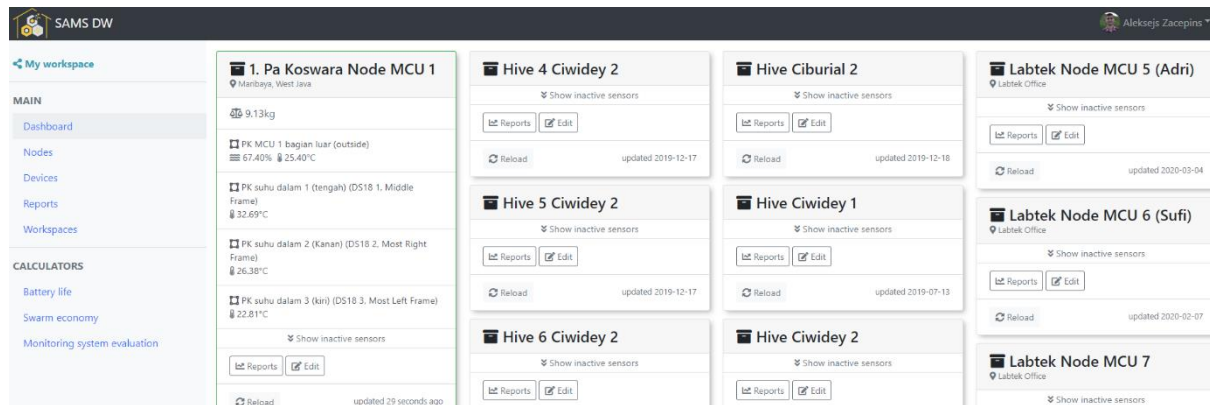 SAMS DW
Aleksejs Zacepins
My workspace
MAIN
Dashboard
Nodes
Devices
Reports
Workspaces
CALCULATORS
Battery life
Swarm economy
Monitoring system evaluation
1. Pa Koswara Node MCU 1
Maribaya, West Java
9.13kg
PK MCU 1 bagian luar (outside)
67.40% 25.40°C
PK suhu dalam 1 (tengah) (DS18 1, Middle
Frame)
32.69°C
PK suhu dalam 2 (Kanan) (DS18 2, Most Right
Frame)
26.38°C
PK suhu dalam 3 (kiri) (DS18 3, Most Left Frame)
22.81°C
Show inactive sensors
Reports Edit
Reload updated 29 seconds ago
Hive 4 Ciwidey 2
Show inactive sensors
Reports Edit
Reload updated 2019-12-17
Hive 5 Ciwidey 2
Show inactive sensors
Reports Edit
Reload updated 2019-12-17
Hive 6 Ciwidey 2
Show inactive sensors
Reports Edit
Hive Ciburial 2
Show inactive sensors
Reports Edit
Reload updated 2019-12-18
Hive Ciwidey 1
Show inactive sensors
Reports Edit
Reload updated 2019-07-13
Hive Ciwidey 2
Show inactive sensors
Reports Edit
Labtek Node MCU 5 (Adri)
Labtek Office
Show inactive sensors
Reports Edit
Reload updated 2020-03-04
Labtek Node MCU 6 (Sufi)
Labtek Office
Show inactive sensors
Reports Edit
Reload updated 2020-02-07
Labtek Node MCU 7
Labtek Office
Show inactive sensors